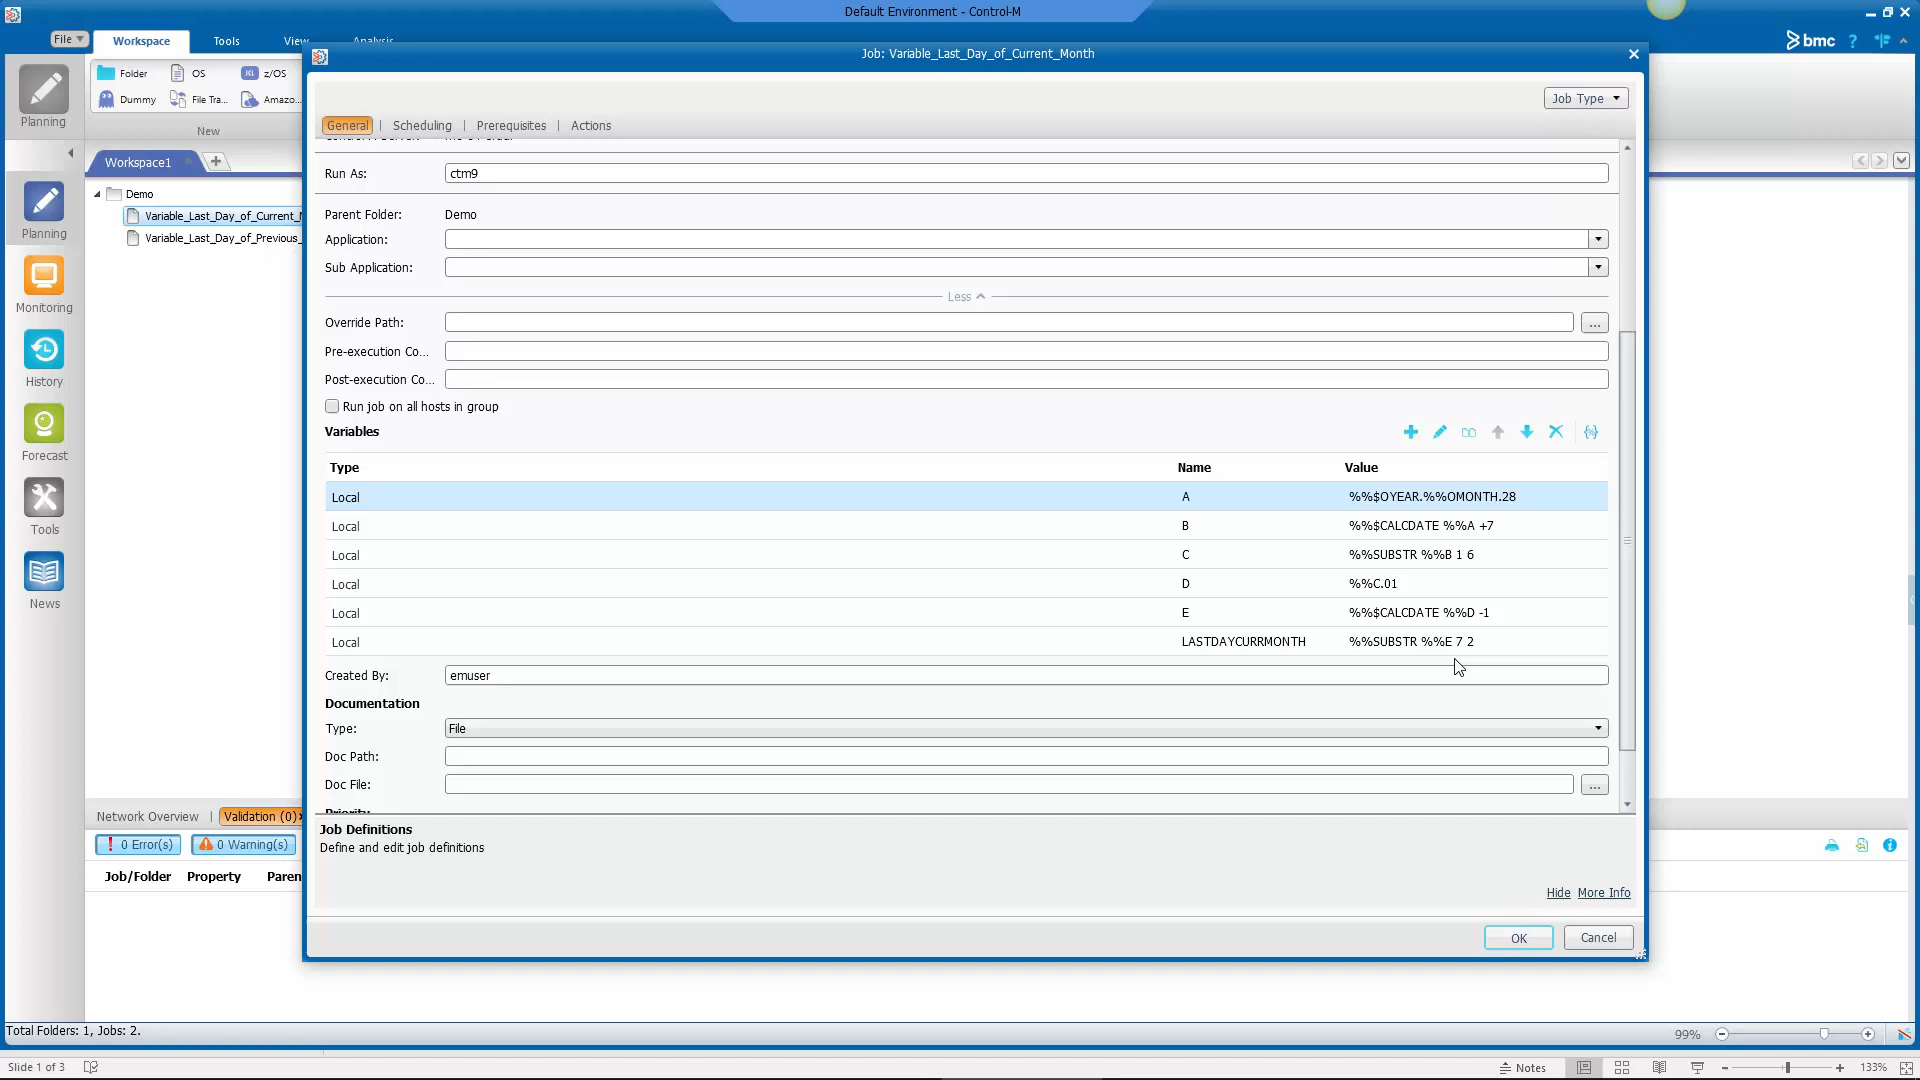 Default Environment - Control-M
File
Workspace
Tools
View
Analysis
bmc
?
Planning
Folder
OS
z/OS
Dummy
File Tra...
Amazo...
New
Job: Variable_Last_Day_of_Current_Month
Job Type
General | Scheduling | Prerequisites | Actions
Workspace1
Demo
Variable_Last_Day_of_Current_
Variable_Last_Day_of_Previous_
Planning
Monitoring
History
Forecast
Tools
News
Run As: ctm9
Parent Folder: Demo
Application:
Sub Application:
Less
Override Path:
...
Pre-execution Co...
Post-execution Co...
Run job on all hosts in group
Variables
Type Name Value
Local A %%$OYEAR.%%OMONTH.28
Local B %%$CALCDATE %%A +7
Local C %%SUBSTR %%B 1 6
Local D %%C.01
Local E %%$CALCDATE %%D -1
Local LASTDAYCURRMONTH %%SUBSTR %%E 7 2
Created By: emuser
Documentation
Type: File
Doc Path:
Doc File:
...
Priority:
Job Definitions
Define and edit job definitions
Hide More Info
OK Cancel
Network Overview | Validation (0)
0 Error(s) 0 Warning(s)
Job/Folder Property Paren
Total Folders: 1, Jobs: 2.
99%
Slide 1 of 3
Notes
133%